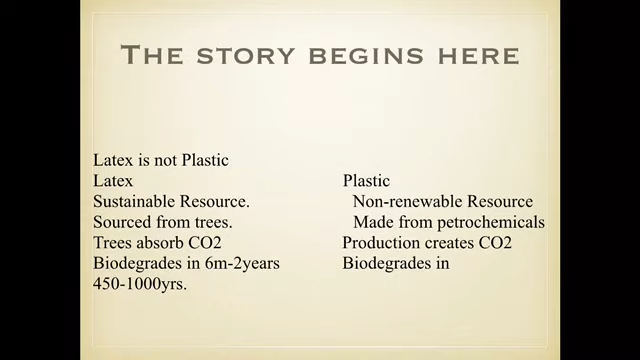 THE STORY BEGINS HERE
Latex is not Plastic
Latex Plastic
Sustainable Resource. Non-renewable Resource
Sourced from trees. Made from petrochemicals
Trees absorb CO2 Production creates CO2
Biodegrades in 6m-2years Biodegrades in
450-1000yrs.